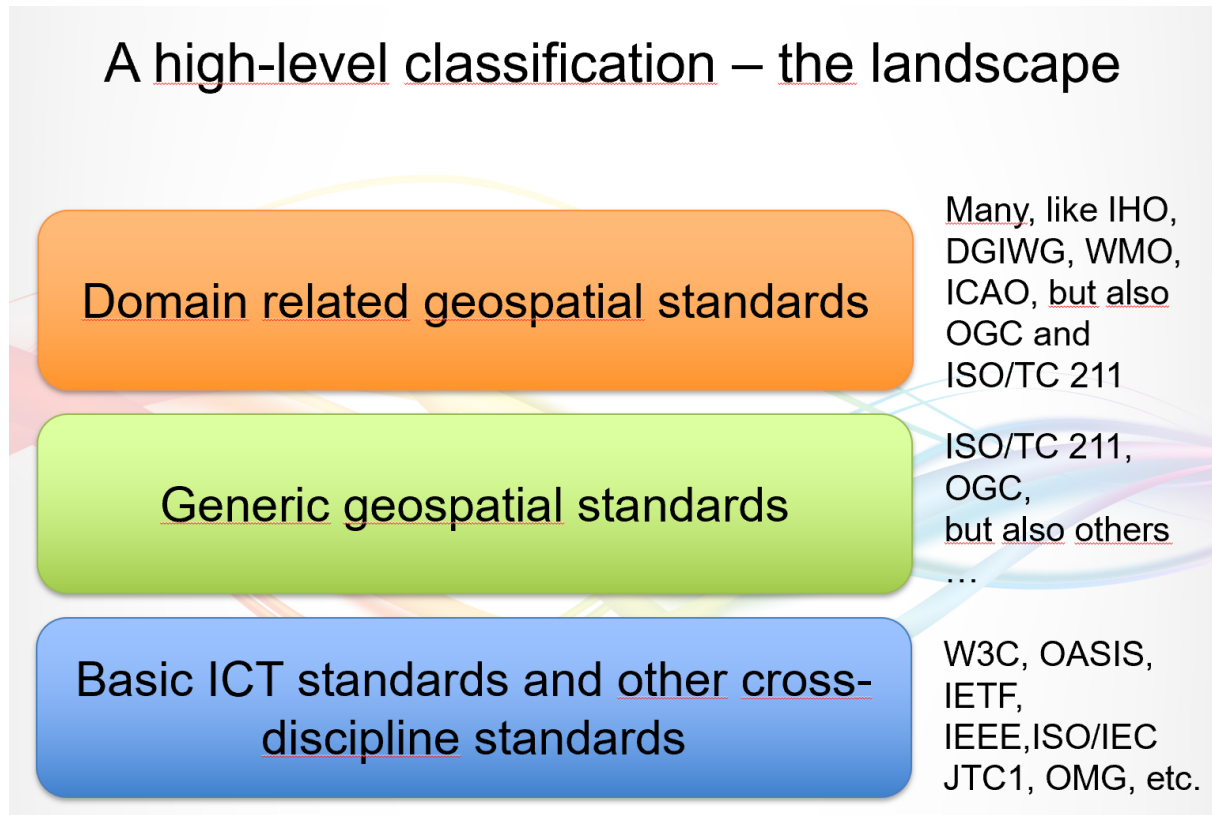 A high-level classification – the landscape
Domain related geospatial standards
Many, like IHO,
DGIWG, WMO,
ICAO, but also
OGC and
ISO/TC 211
Generic geospatial standards
ISO/TC 211,
OGC,
but also others
…
Basic ICT standards and other cross-
discipline standards
W3C, OASIS,
IETF,
IEEE,ISO/IEC
JTC1, OMG, etc.